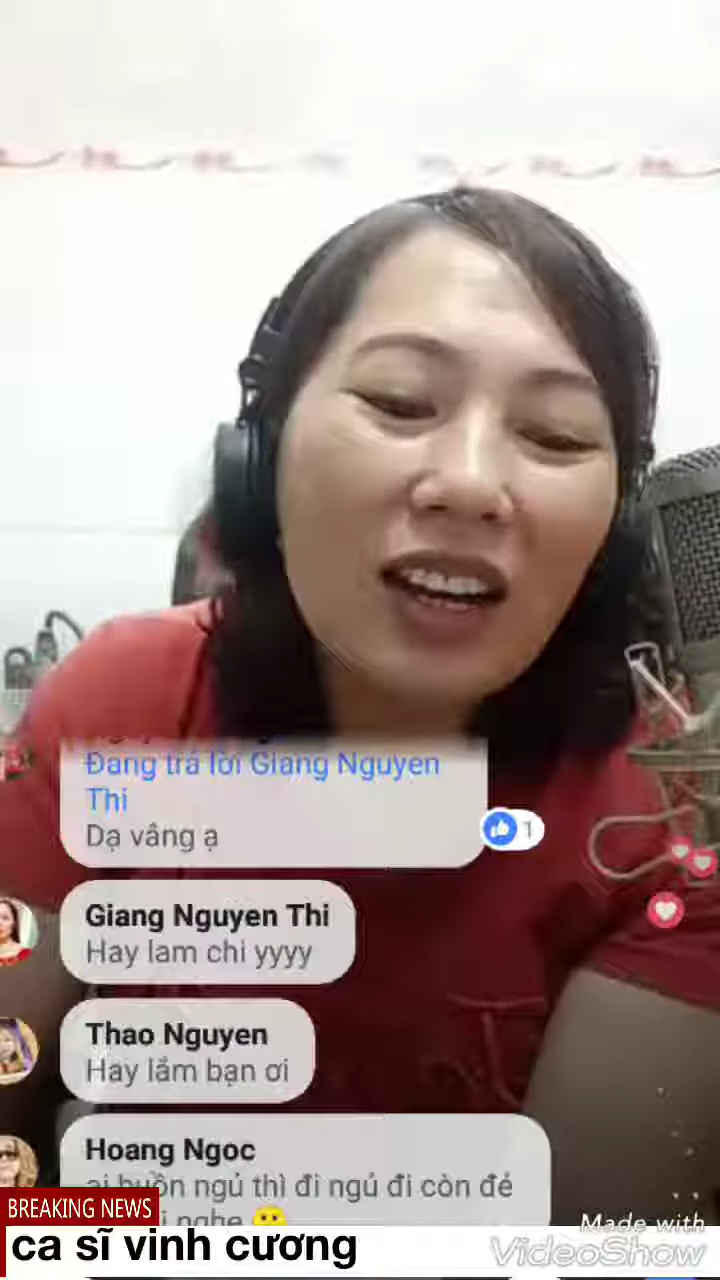 Đang trả lời Giang Nguyen
Thi
Dạ vâng ạ
1
Giang Nguyen Thi
Hay lam chi yyyy
Thao Nguyen
Hay lắm bạn ơi
Hoang Ngoc
ai buồn ngủ thì đi ngủ đi còn để
nghe
BREAKING NEWS
ca sĩ vinh cương
Made with
VideoShow